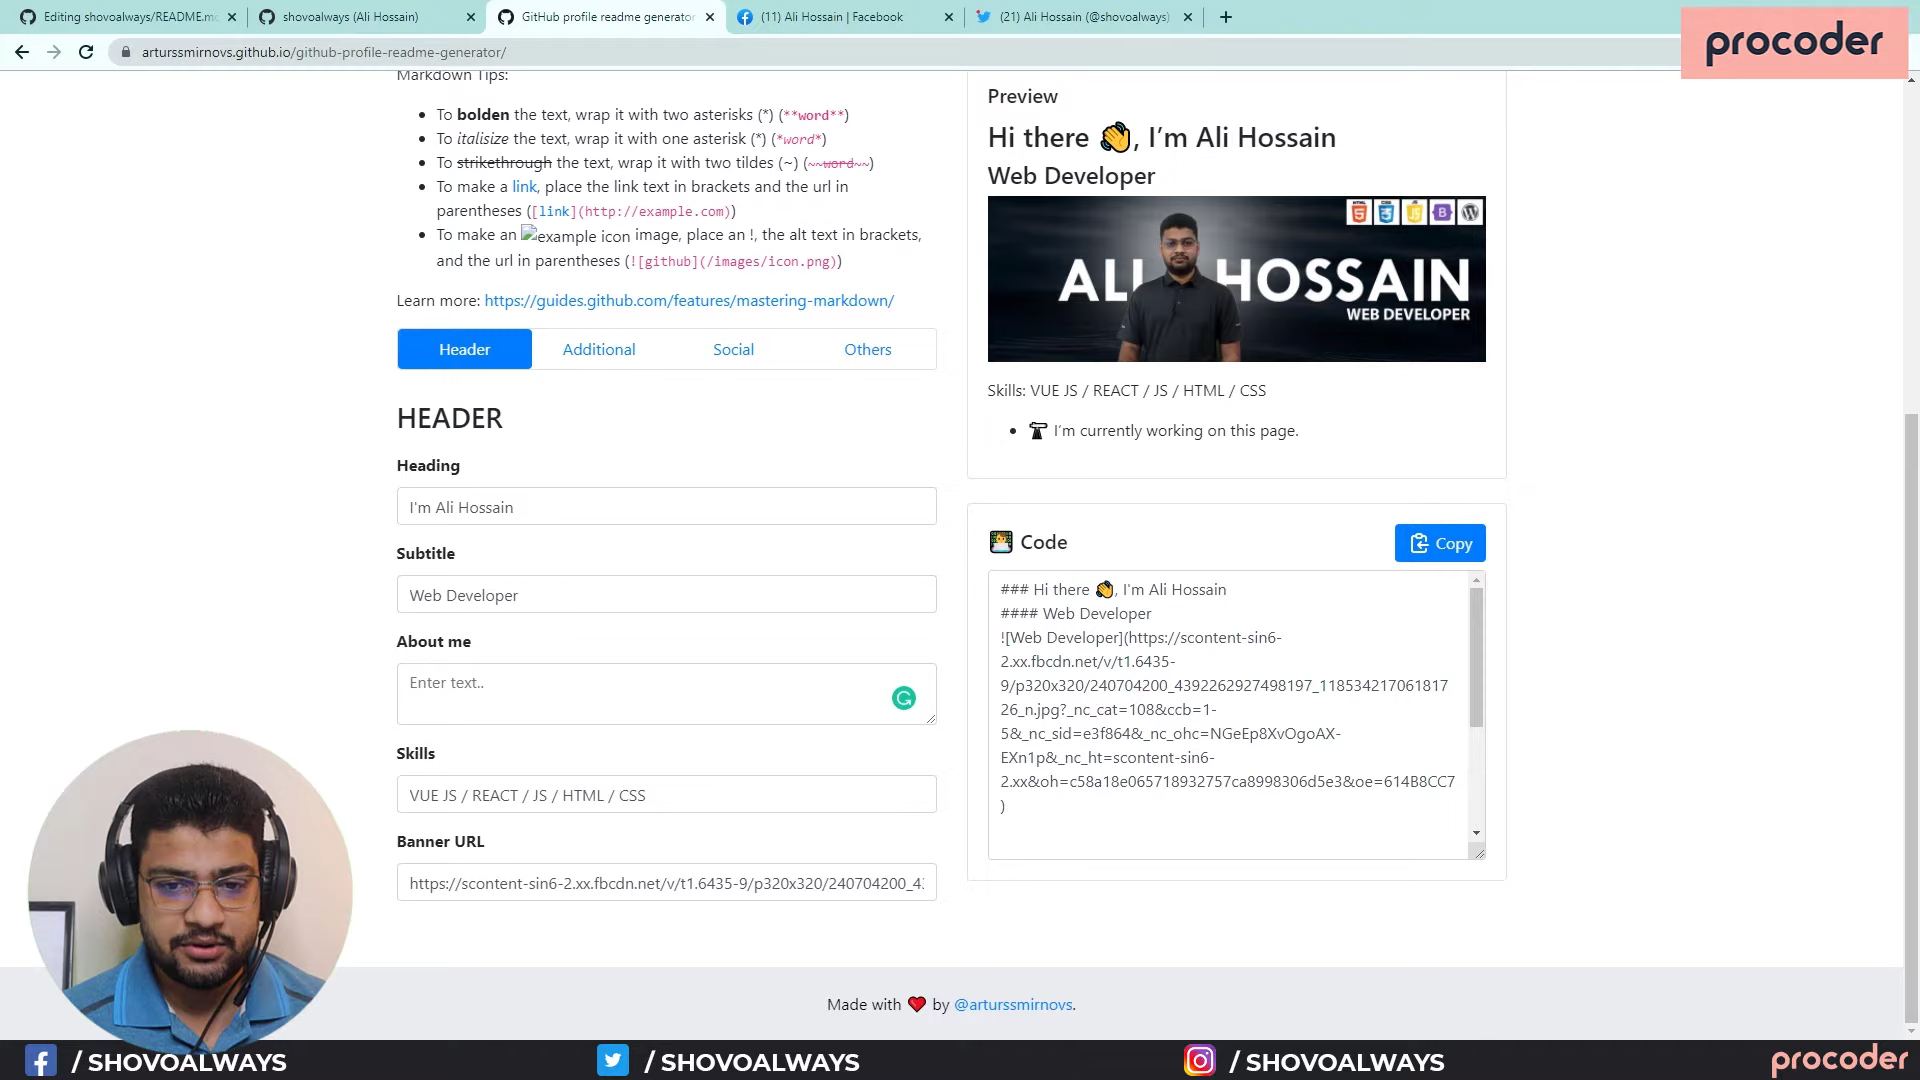 Editing shovoalways/README.mc
shovoalways (Ali Hossain)
GitHub profile readme generator
(11) Ali Hossain | Facebook
(21) Ali Hossain (@shovoalways)
procoder
arturssmirnovs.github.io/github-profile-readme-generator/
Markdown Tips:
To bolden the text, wrap it with two asterisks (*) (**word**)
To italisize the text, wrap it with one asterisk (*) (*word*)
To strikethrough the text, wrap it with two tildes (~) (~~word~~)
To make a link, place the link text in brackets and the url in
parentheses ([link](http://example.com))
To make an example icon image, place an !, the alt text in brackets,
and the url in parentheses (![github](/images/icon.png))
Learn more: https://guides.github.com/features/mastering-markdown/
Header Additional Social Others
HEADER
Heading
I'm Ali Hossain
Subtitle
Web Developer
About me
Enter text..
Skills
VUE JS / REACT / JS / HTML / CSS
Banner URL
https://scontent-sin6-2.xx.fbcdn.net/v/t1.6435-9/p320x320/240704200_4
Preview
Hi there 👋, I’m Ali Hossain
Web Developer
ALI HOSSAIN
WEB DEVELOPER
Skills: VUE JS / REACT / JS / HTML / CSS
I’m currently working on this page.
Code
Copy
### Hi there 👋, I'm Ali Hossain
#### Web Developer
![Web Developer](https://scontent-sin6-
2.xx.fbcdn.net/v/t1.6435-
9/p320x320/240704200_4392262927498197_118534217061817
26_n.jpg?_nc_cat=108&ccb=1-
5&_nc_sid=e3f864&_nc_ohc=NGeEp8XvOgoAX-
EXn1p&_nc_ht=scontent-sin6-
2.xx&oh=c58a18e065718932757ca8998306d5e3&oe=614B8CC7
)
Made with ❤️ by @arturssmirnovs.
/ SHOVOALWAYS
/ SHOVOALWAYS
/ SHOVOALWAYS
procoder